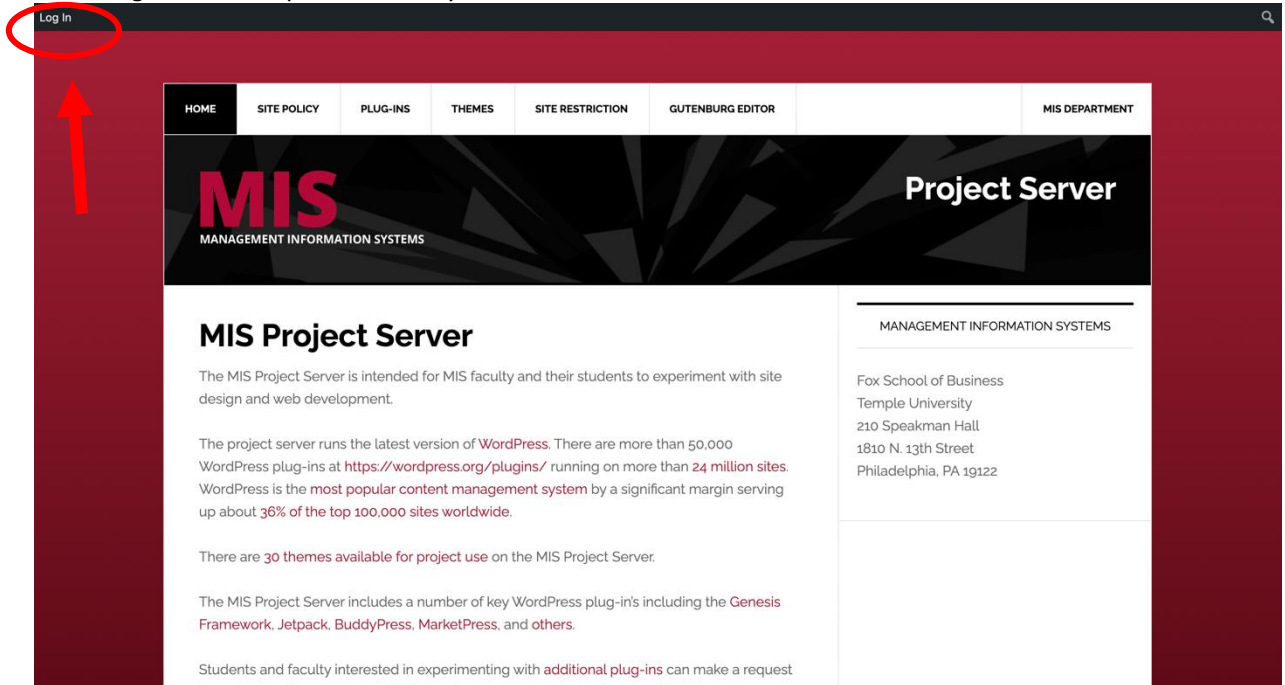 Log In
HOME SITE POLICY PLUG-INS THEMES SITE RESTRICTION GUTENBURG EDITOR MIS DEPARTMENT
MIS
MANAGEMENT INFORMATION SYSTEMS
Project Server
MIS Project Server
The MIS Project Server is intended for MIS faculty and their students to experiment with site
design and web development.
The project server runs the latest version of WordPress. There are more than 50,000
WordPress plug-ins at https://wordpress.org/plugins/ running on more than 24 million sites.
WordPress is the most popular content management system by a significant margin serving
up about 36% of the top 100,000 sites worldwide.
There are 30 themes available for project use on the MIS Project Server.
The MIS Project Server includes a number of key WordPress plug-in's including the Genesis
Framework, Jetpack, BuddyPress, MarketPress, and others.
Students and faculty interested in experimenting with additional plug-ins can make a request
MANAGEMENT INFORMATION SYSTEMS
Fox School of Business
Temple University
210 Speakman Hall
1810 N. 13th Street
Philadelphia, PA 19122